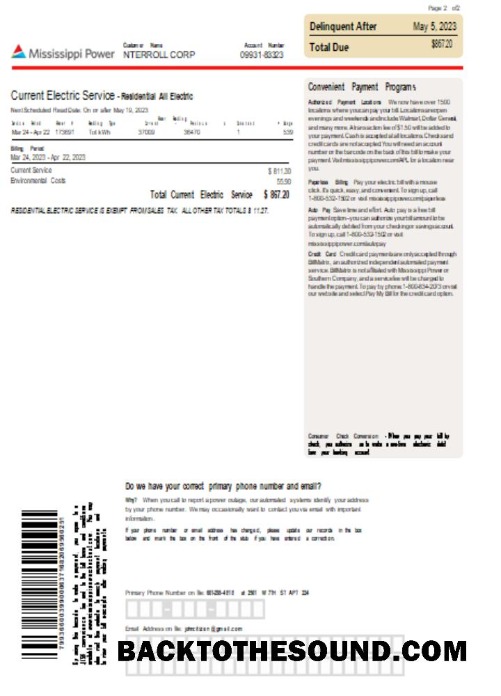 Page 2 of2
Delinquent After May 5, 2023
Total Due $867.20
Mississippi Power
Customer Name
NTERROLL CORP
Account Number
09931-83323
Current Electric Service - Residential All Electric
Next Scheduled Read Date: On or after May 19, 2023
Mar 24 - Apr 22 173691 Tot kWh 37009 36470 1 539
Billing Period
Mar 24, 2023 - Apr 22, 2023
Current Service $ 811.30
Environmental Costs 55.90
Total Current Electric Service $ 867.20
RESIDENTIAL ELECTRIC SERVICE IS EXEMPT FROM SALES TAX. ALL OTHER TAX TOTALS $ 11.27.
Convenient Payment Programs
Authorized Payment Locations We now have over 1500
locations where you can pay your bill. Locations are open
evenings and weekends and include Walmart, Dollar General,
and many more. A transaction fee of $1.50 will be added to
your payment. Cash is accepted at all locations. Checks and
credit cards are not accepted. You will need an account
number or the barcode on the back of this bill to make your
payment. Visit mississippipower.com/APL for a location near
you.
Paperless Billing Pay your electric bill with a mouse
click. It's quick, easy, and convenient. To sign up, call
1-800-532-1502 or visit mississippipower.com/paperless
Auto Pay Save time and effort. Auto pay is a free bill
payment option--you can authorize your bill amount to be
automatically debited from your checking or savings account.
To sign up, call 1-800-532-1502 or visit
mississippipower.com/autopay
Credit Card Credit card payments are only accepted through
BillMatrix, an authorized independent automated payment
service. BillMatrix is not affiliated with Mississippi Power or
Southern Company, and a service fee will be charged to
handle the payment. To pay by phone, 1-800-834-2073 or visit
our website and select Pay My Bill for the credit card option.
Consumer Check Conversion - When you pay your bill by
check, you authorize us to make a one-time electronic debit
from your banking account
Do we have your correct primary phone number and email?
Why? When you call to report a power outage, our automated systems identify your address
by your phone number. We may occasionally want to contact you via email with important
information.
If your phone number or email address has changed, please update our records in the box
below and mark the box on the front of the stub if you have entered a correction.
Primary Phone Number on file: 601-288-4518 at 2501 W 7TH ST APT 224
Email Address on file: johncitizen@gmail.com
BACKTOTHESOUND.COM